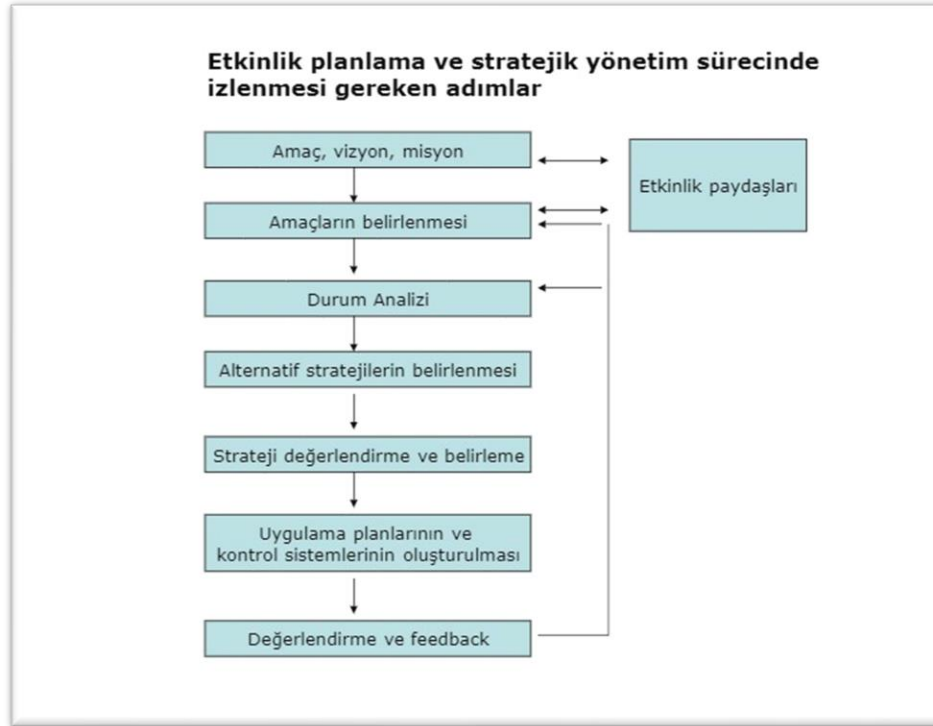 Etkinlik planlama ve stratejik yönetim sürecinde
izlenmesi gereken adımlar
Amaç, vizyon, misyon
Etkinlik paydaşları
Amaçların belirlenmesi
Durum Analizi
Alternatif stratejilerin belirlenmesi
Strateji değerlendirme ve belirleme
Uygulama planlarının ve
kontrol sistemlerinin oluşturulması
Değerlendirme ve feedback